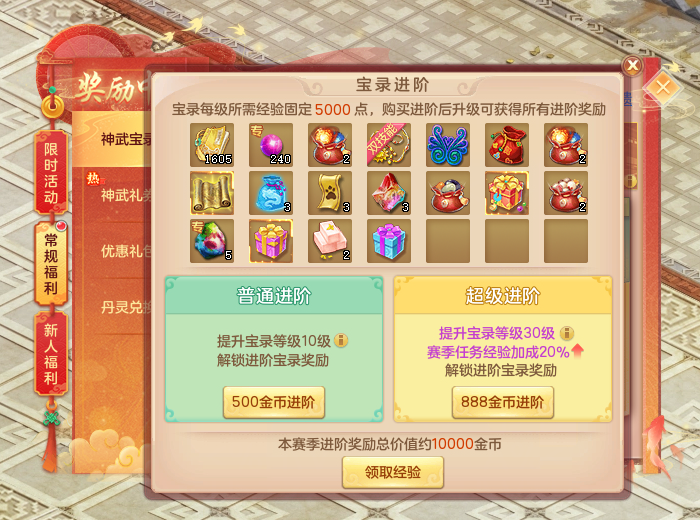 奖励
宝录进阶
宝录每级所需经验固定5000点，购买进阶后升级可获得所有进阶奖励
1605
专
240
2
双技能
2
3
3
3
2
专
5
2
限时活动
常规福利
新人福利
神武宝录
热
神武礼券
优惠礼包
丹灵兑换
普通进阶
提升宝录等级10级
解锁进阶宝录奖励
500金币进阶
超级进阶
提升宝录等级30级
赛季任务经验加成20%
解锁进阶宝录奖励
888金币进阶
本赛季进阶奖励总价值约10000金币
领取经验